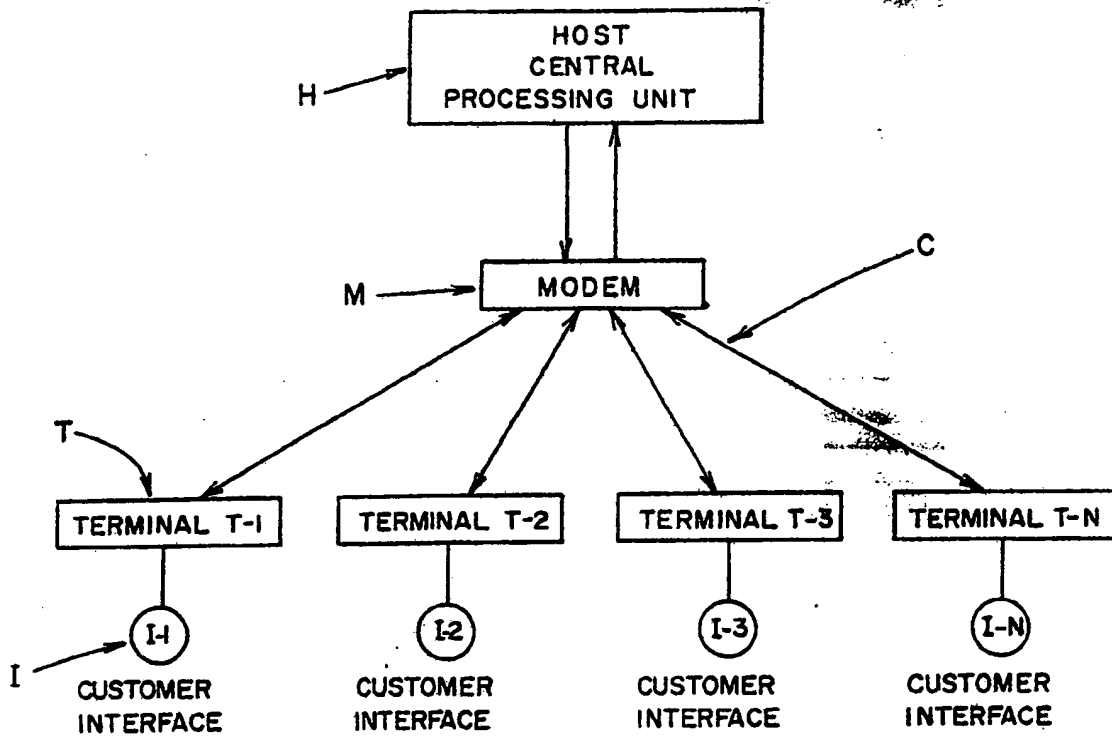 HOST
CENTRAL
PROCESSING UNIT
H
C
M
MODEM
T
TERMINAL T-1
TERMINAL T-2
TERMINAL T-3
TERMINAL T-N
I-1
I-2
I-3
I-N
I
CUSTOMER
INTERFACE
CUSTOMER
INTERFACE
CUSTOMER
INTERFACE
CUSTOMER
INTERFACE